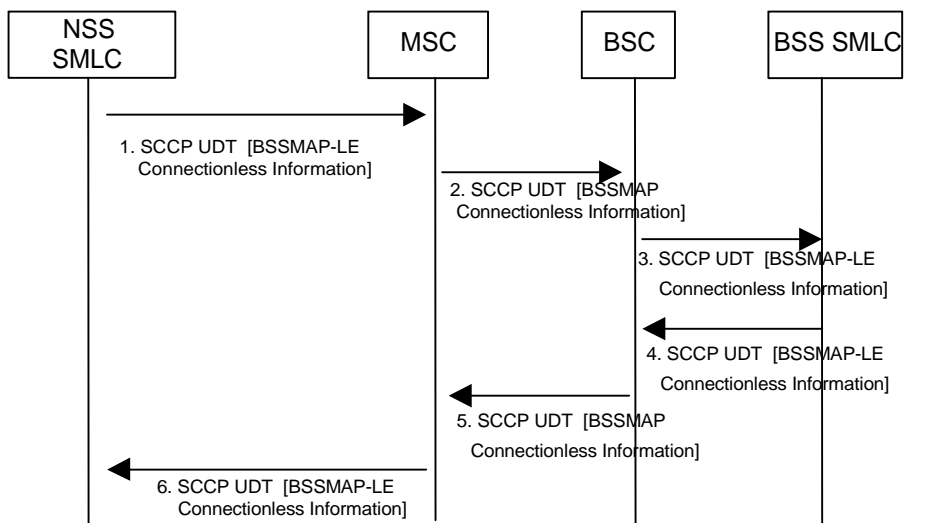 NSS
SMLC
MSC
BSC
BSS SMLC
1. SCCP UDT [BSSMAP-LE
Connectionless Information]
2. SCCP UDT [BSSMAP
Connectionless Information]
3. SCCP UDT [BSSMAP-LE
Connectionless Information]
4. SCCP UDT [BSSMAP-LE
Connectionless Information]
5. SCCP UDT [BSSMAP
Connectionless Information]
6. SCCP UDT [BSSMAP-LE
Connectionless Information]